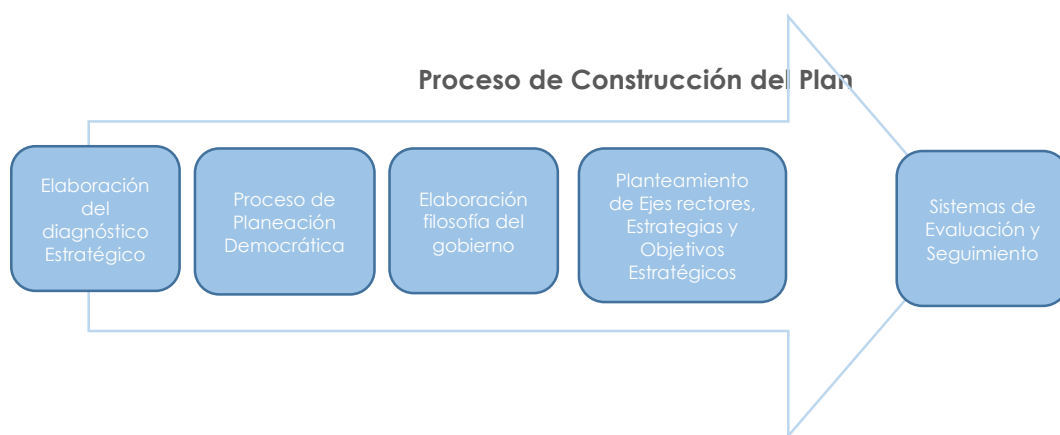 Proceso de Construcción del Plan
Elaboración
del
diagnóstico
Estratégico
Proceso de
Planeación
Democrática
Elaboración
filosofía del
gobierno
Planteamiento
de Ejes rectores,
Estrategias y
Objetivos
Estratégicos
Sistemas de
Evaluación y
Seguimiento